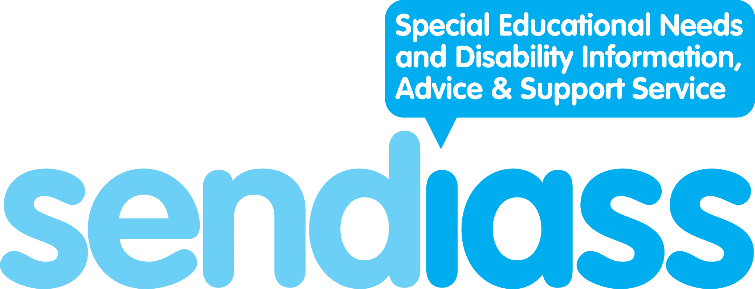 Special Educational Needs
and Disability Information,
Advice & Support Service
sendiass